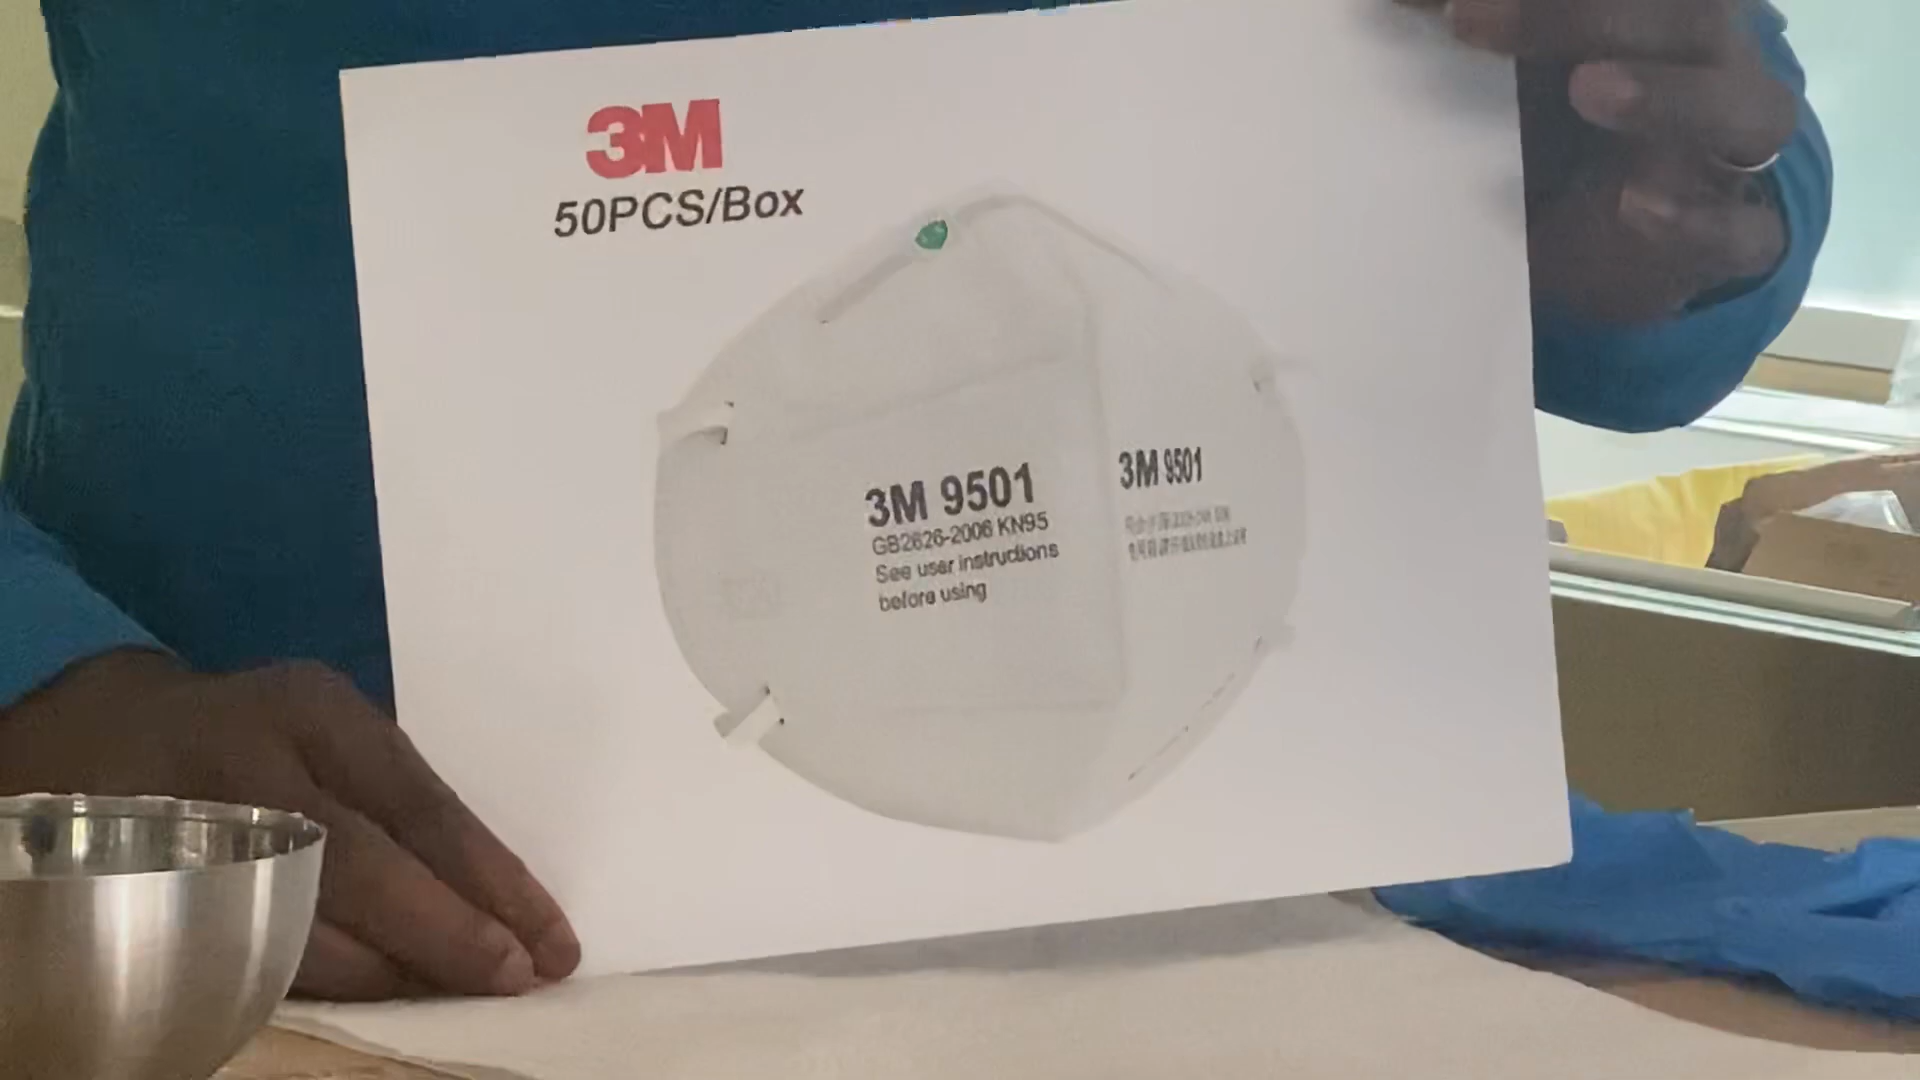 3M
50PCS/Box
3M 9501
GB2626-2006 KN95
See user instructions
before using
3M 9501